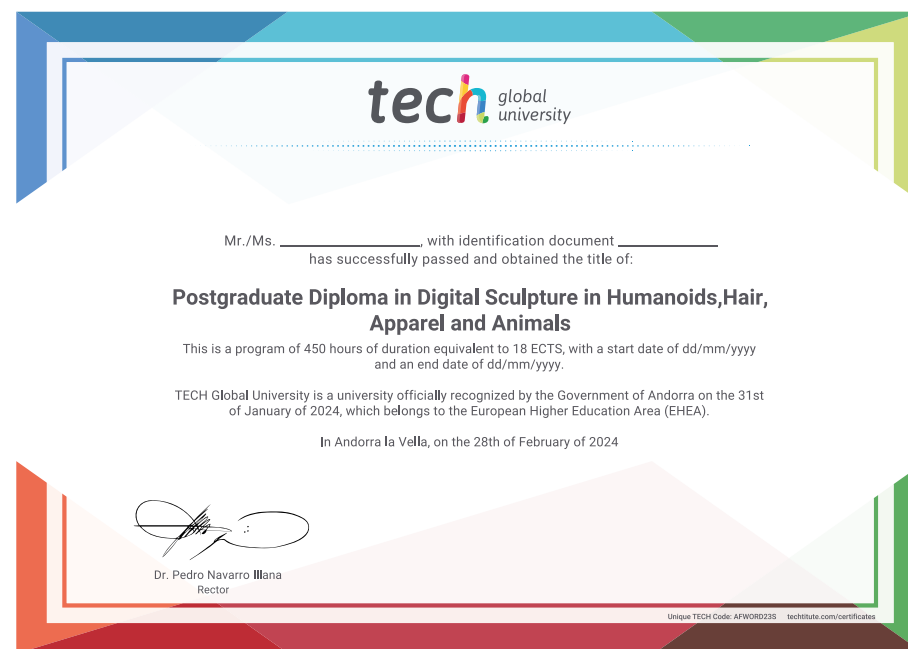 tech global
university
Mr./Ms. ____________________, with identification document ______________
has successfully passed and obtained the title of:
Postgraduate Diploma in Digital Sculpture in Humanoids,Hair,
Apparel and Animals
This is a program of 450 hours of duration equivalent to 18 ECTS, with a start date of dd/mm/yyyy
and an end date of dd/mm/yyyy.
TECH Global University is a university officially recognized by the Government of Andorra on the 31st
of January of 2024, which belongs to the European Higher Education Area (EHEA).
In Andorra la Vella, on the 28th of February of 2024
Dr. Pedro Navarro Illana
Rector
Unique TECH Code: AFWORD23S techtitute.com/certificates